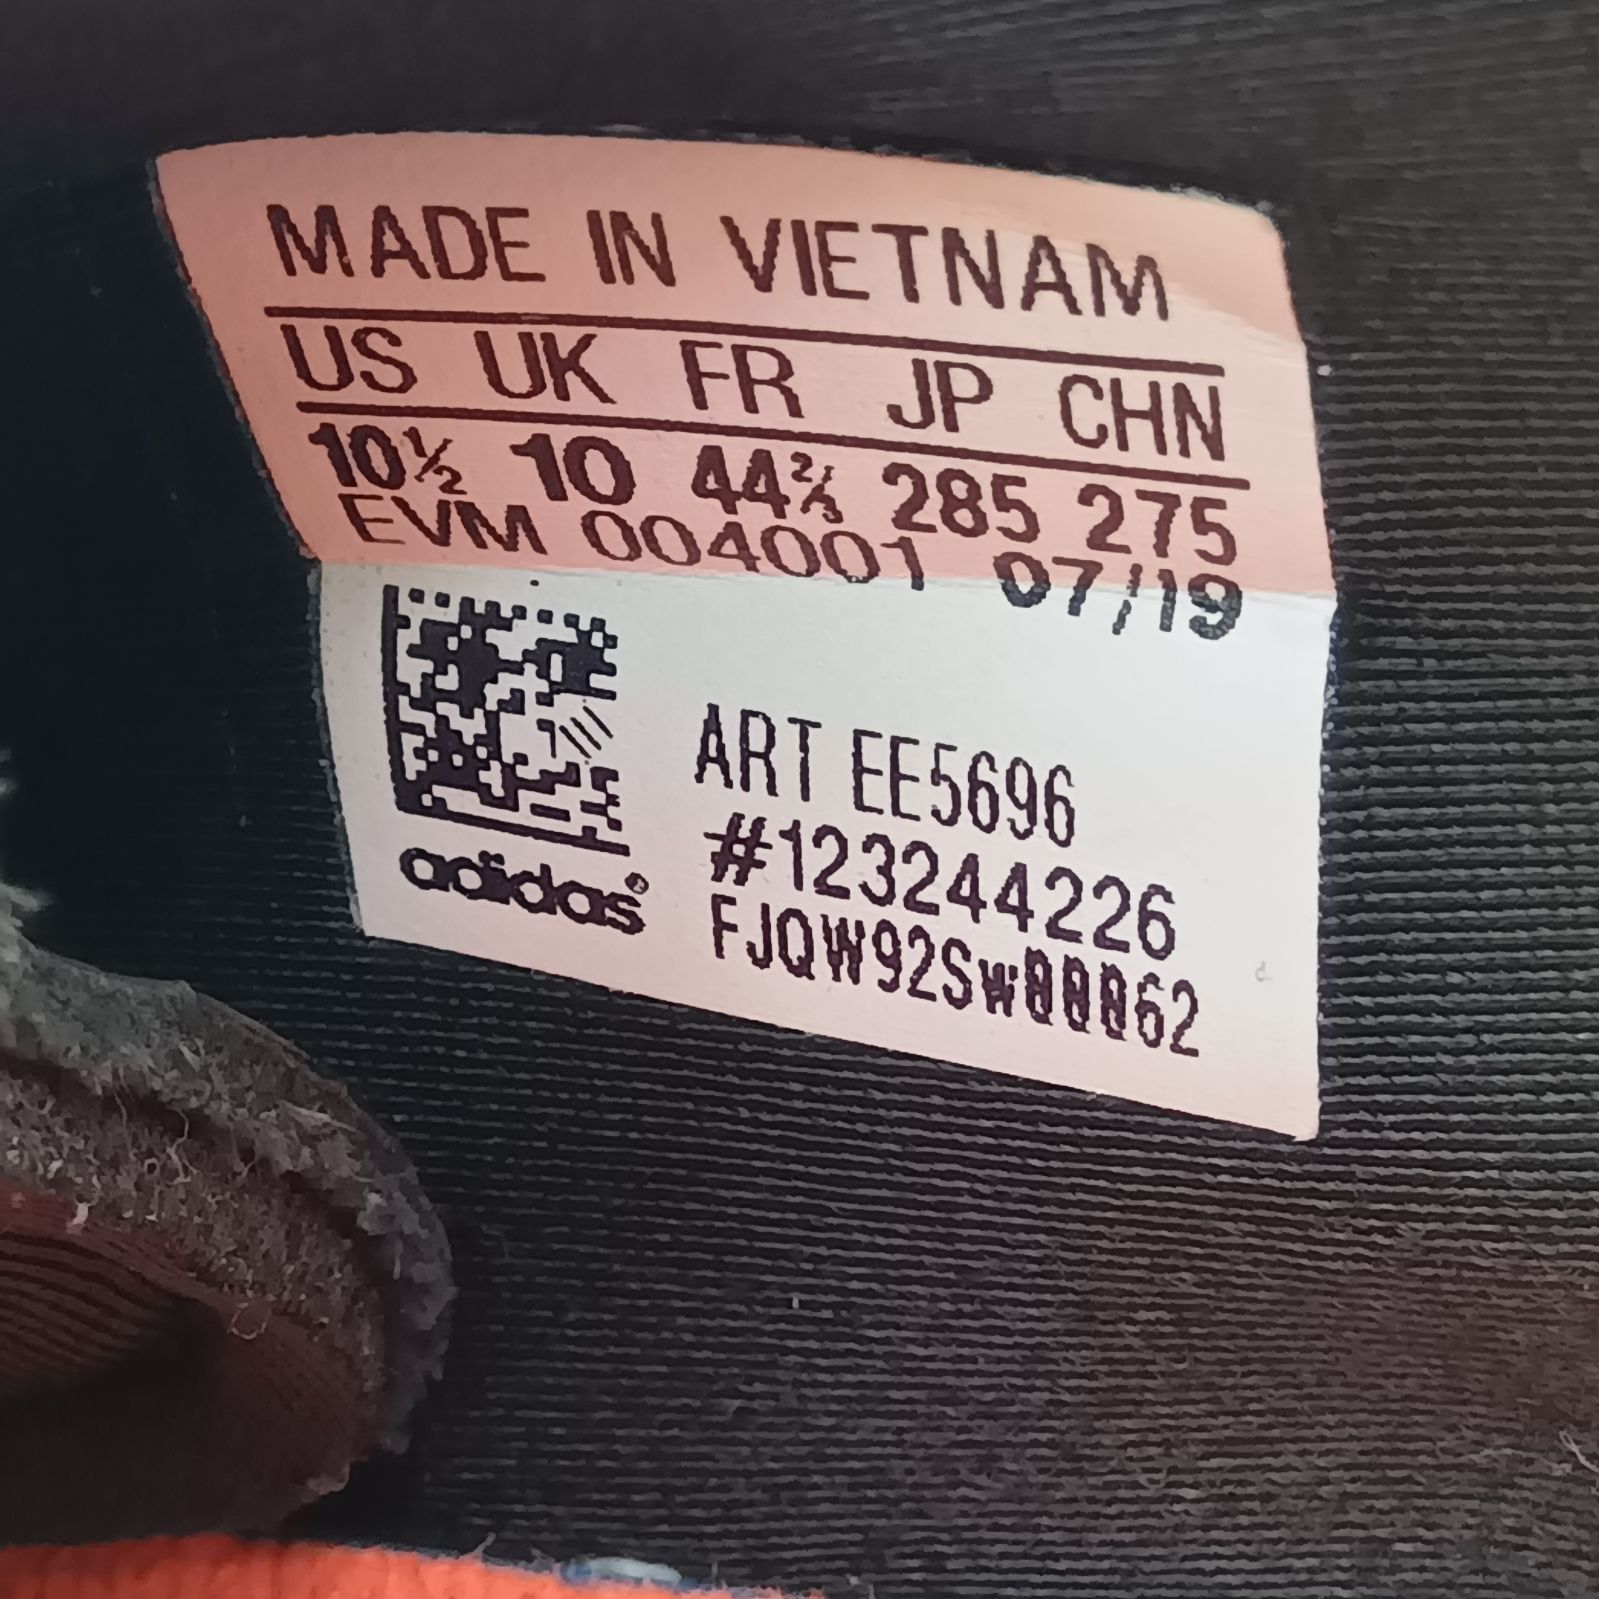 MADE IN VIETNAM
US UK FR JP CHN
10½ 10 44⅔ 285 275
EVM 004001 07/19
ART EE5696
#123244226
adidas®